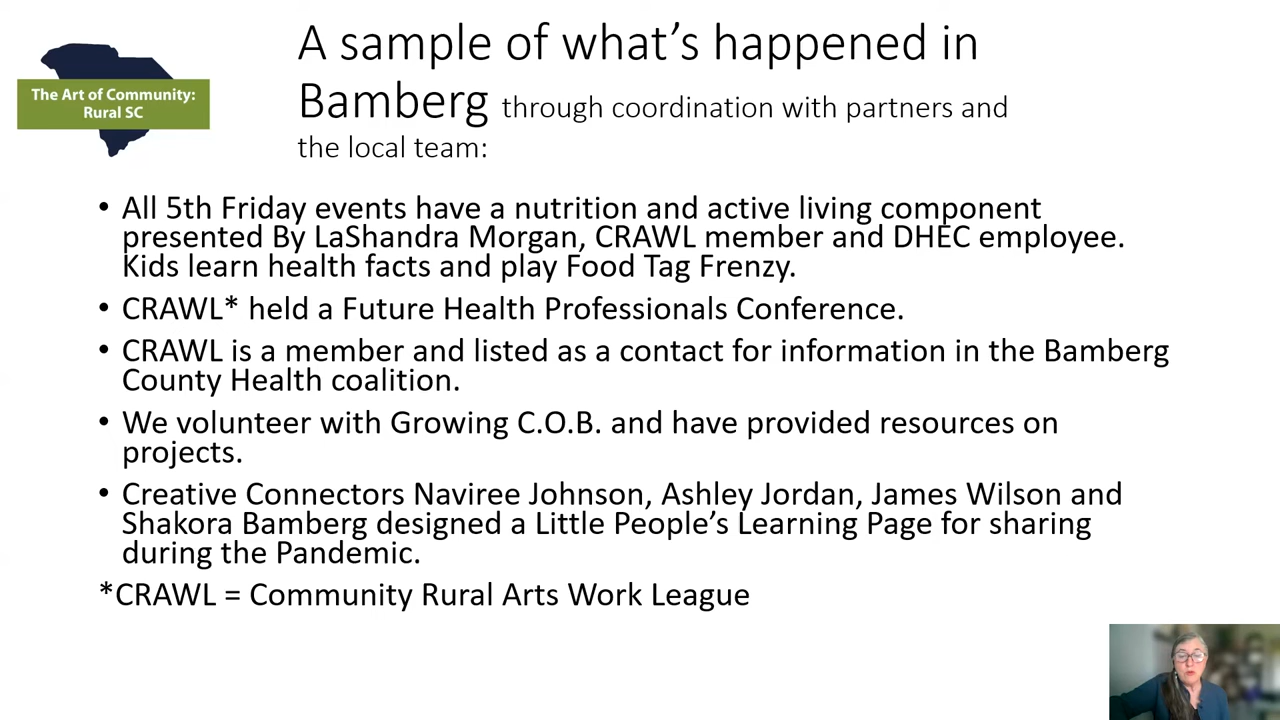 The Art of Community:
Rural SC
A sample of what’s happened in
Bamberg through coordination with partners and
the local team:
• All 5th Friday events have a nutrition and active living component
presented By LaShandra Morgan, CRAWL member and DHEC employee.
Kids learn health facts and play Food Tag Frenzy.
• CRAWL* held a Future Health Professionals Conference.
• CRAWL is a member and listed as a contact for information in the Bamberg
County Health coalition.
• We volunteer with Growing C.O.B. and have provided resources on
projects.
• Creative Connectors Naviree Johnson, Ashley Jordan, James Wilson and
Shakora Bamberg designed a Little People’s Learning Page for sharing
during the Pandemic.
*CRAWL = Community Rural Arts Work League